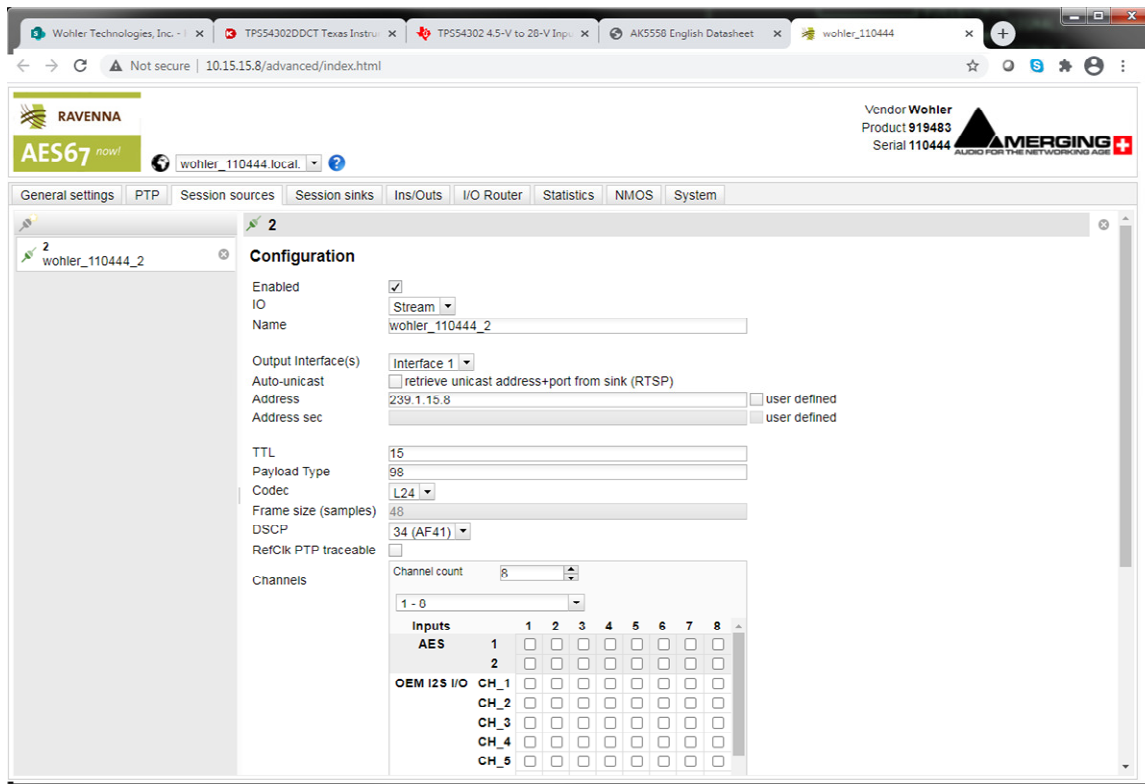 Wohler Technologies, Inc. -
TPS54302DDCT Texas Instru
TPS54302 4.5-V to 28-V Inpu
AK5558 English Datasheet
wohler_110444
Not secure | 10.15.15.8/advanced/index.html
RAVENNA
AES67 now!
wohler_110444.local.
Vendor Wohler
Product 919483
Serial 110444
MERGING
AUDIO FOR THE NETWORKING AGE
General settings PTP Session sources Session sinks Ins/Outs I/O Router Statistics NMOS System
2
wohler_110444_2
2
Configuration
Enabled
IO Stream
Name wohler_110444_2
Output Interface(s) Interface 1
Auto-unicast retrieve unicast address+port from sink (RTSP)
Address 239.1.15.8 user defined
Address sec user defined
TTL 15
Payload Type 98
Codec L24
Frame size (samples) 48
DSCP 34 (AF41)
RefClk PTP traceable
Channels Channel count 8
1 - 8
Inputs 1 2 3 4 5 6 7 8
AES 1
2
OEM I2S I/O CH_1
CH_2
CH_3
CH_4
CH_5